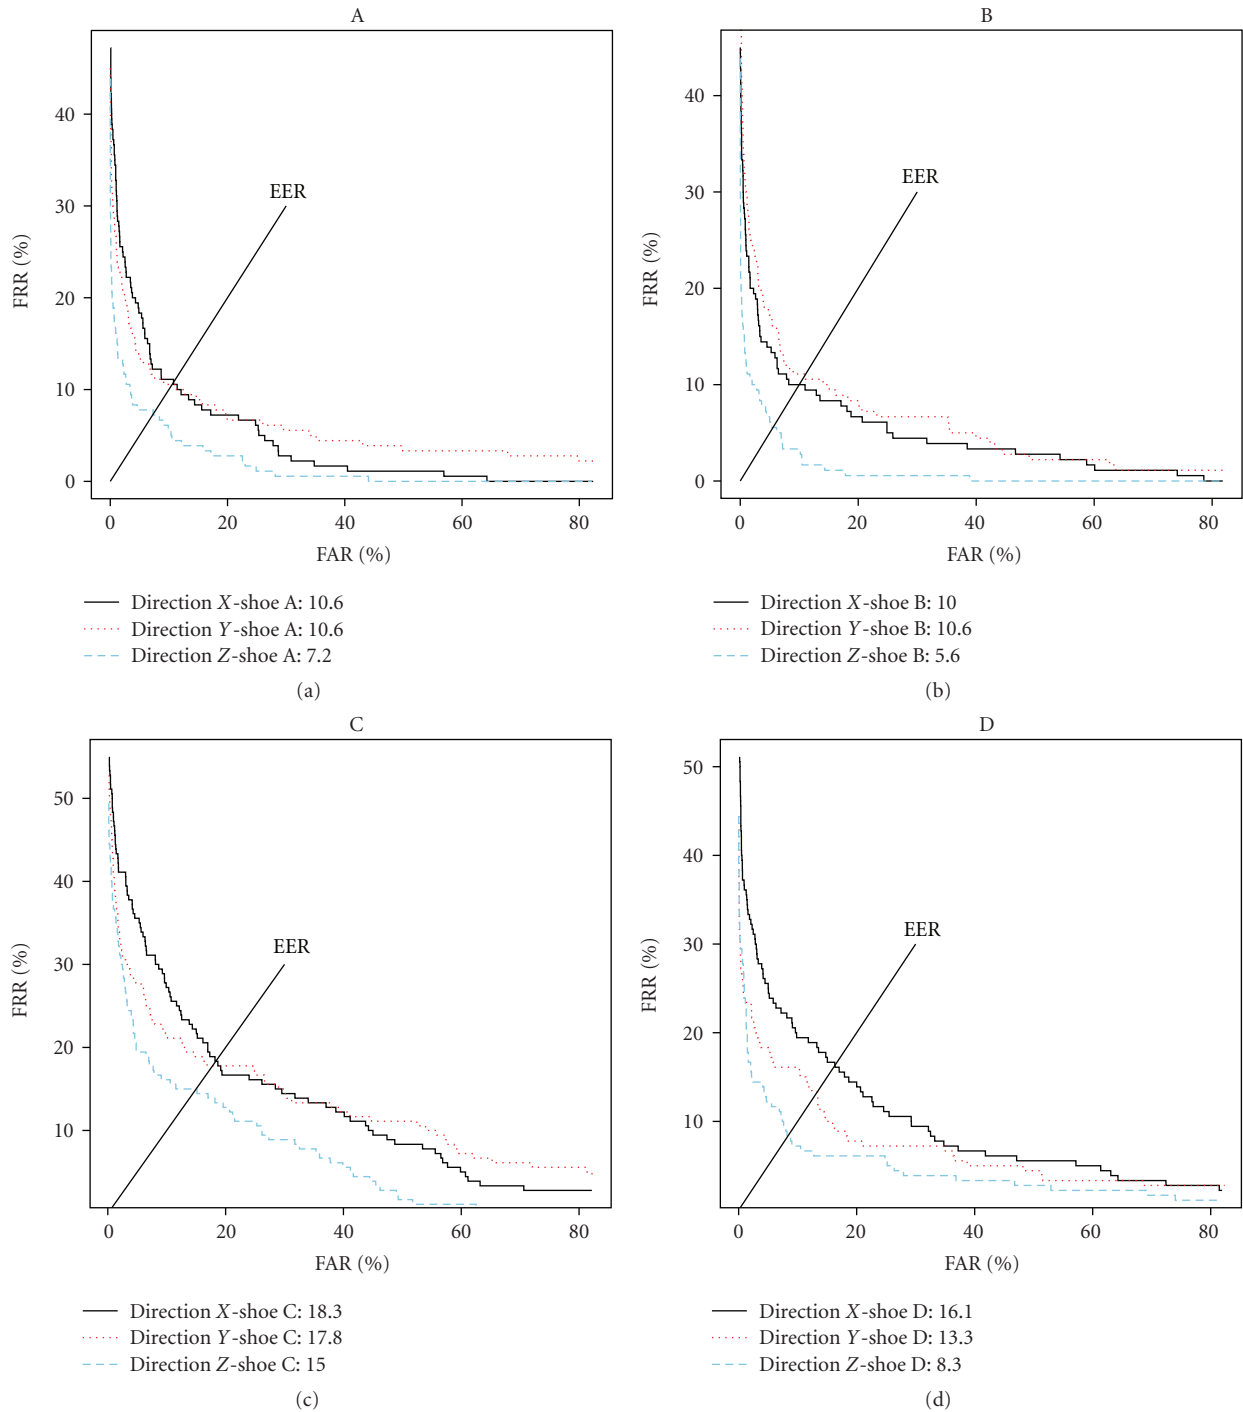 A
EER
FRR (%)
40
30
20
10
0
0 20 40 60 80
FAR (%)
Direction X-shoe A: 10.6
Direction Y-shoe A: 10.6
Direction Z-shoe A: 7.2
(a)
B
EER
FRR (%)
40
30
20
10
0
0 20 40 60 80
FAR (%)
Direction X-shoe B: 10
Direction Y-shoe B: 10.6
Direction Z-shoe B: 5.6
(b)
C
EER
FRR (%)
50
40
30
20
10
0 20 40 60 80
FAR (%)
Direction X-shoe C: 18.3
Direction Y-shoe C: 17.8
Direction Z-shoe C: 15
(c)
D
EER
FRR (%)
50
40
30
20
10
0 20 40 60 80
FAR (%)
Direction X-shoe D: 16.1
Direction Y-shoe D: 13.3
Direction Z-shoe D: 8.3
(d)